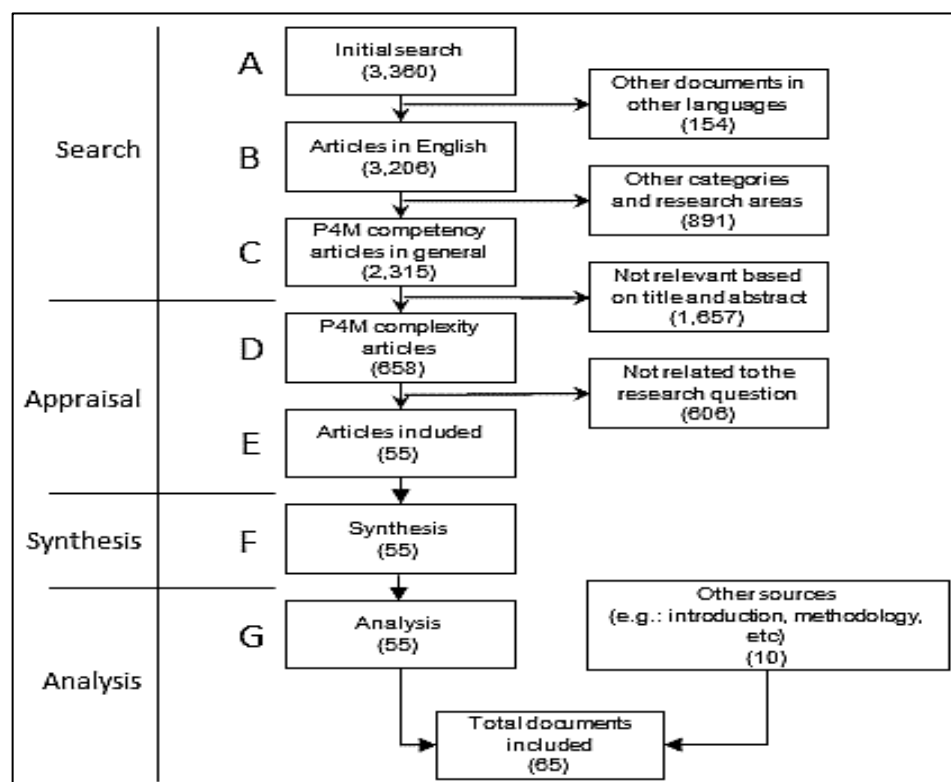 A
Initial search
(3,360)
Other documents in
other languages
(154)
Search
B
Articles in English
(3,206)
Other categories
and research areas
(891)
C
P4M competency
articles in general
(2,315)
Not relevant based
on title and abstract
(1,657)
D
P4M complexity
articles
(658)
Not related to the
research question
(606)
Appraisal
E
Articles included
(55)
Synthesis
F
Synthesis
(55)
Other sources
(e.g.: introduction, methodology,
etc)
(10)
G
Analysis
(55)
Analysis
Total documents
included
(65)